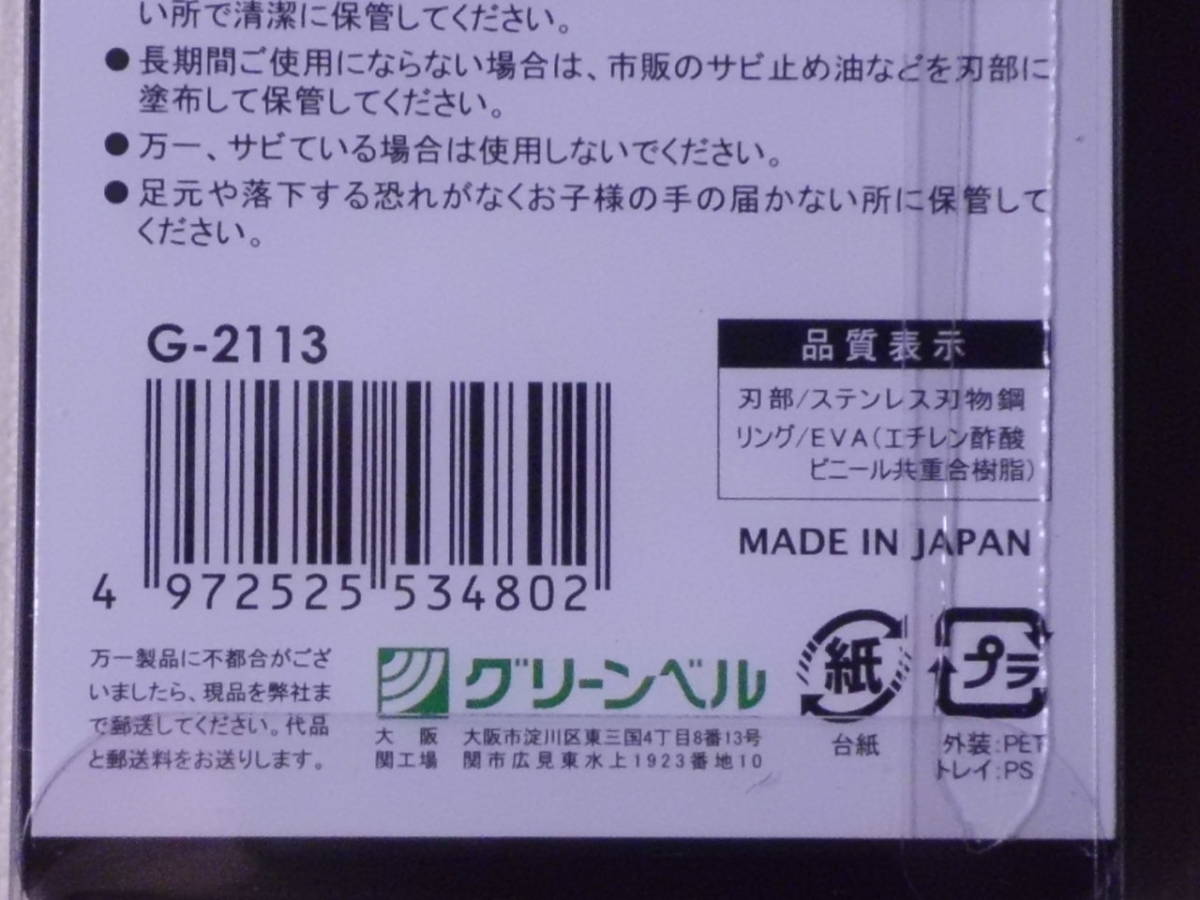 い所で清潔に保管してください。
●長期間ご使用にならない場合は、市販のサビ止め油などを刃部に
塗布して保管してください。
●万一、サビている場合は使用しないでください。
●足元や落下する恐れがなくお子様の手の届かない所に保管して
ください。
G-2113
4 972525 534802
品質表示
刃部/ステンレス刃物鋼
リング/EVA(エチレン酢酸
ビニール共重合樹脂)
MADE IN JAPAN
万一製品に不都合がござ
いましたら、現品を弊社ま
で郵送してください。代品
と郵送料をお送りします。
グリーンベル
大阪 大阪市淀川区東三国4丁目8番13号
関工場 関市広見東水上1923番地10
紙
台紙
プラ
外装:PET
トレイ:PS